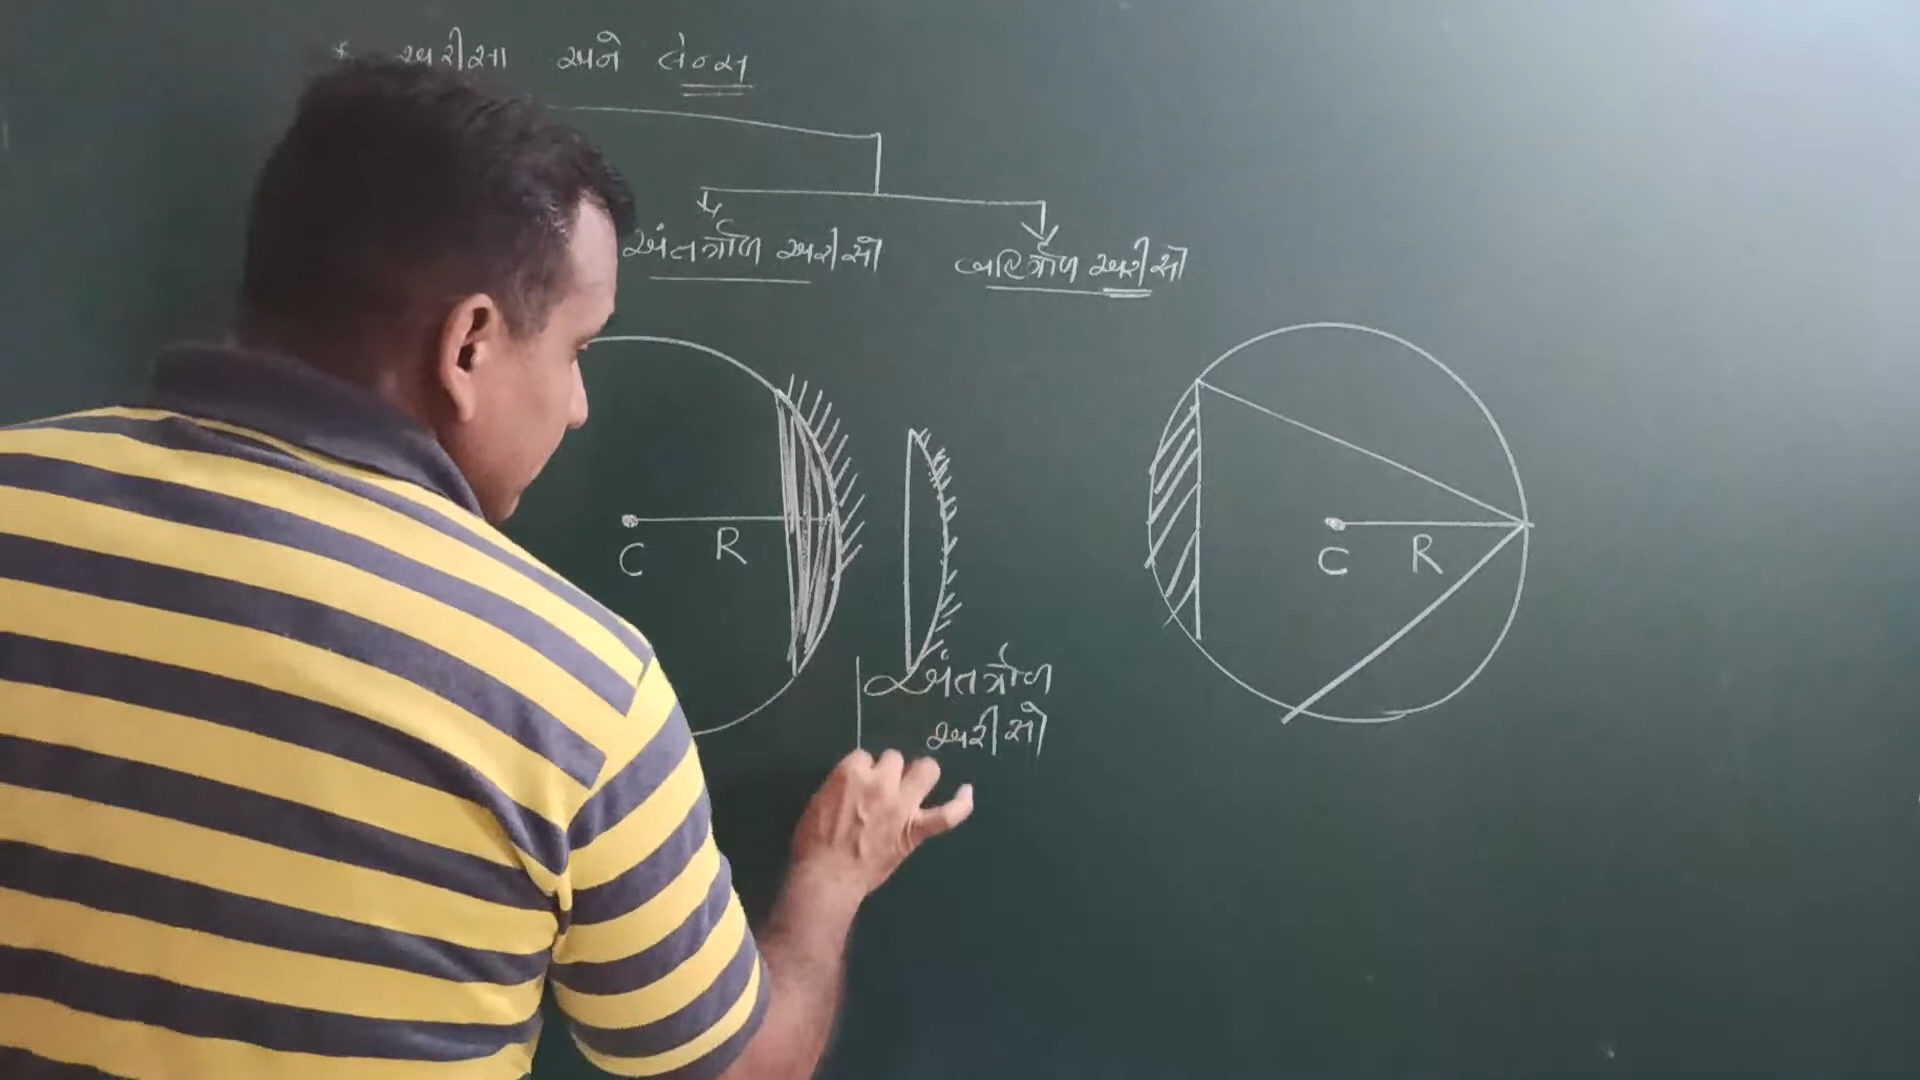 * અરીસા અને લેન્સ
અંતર્ગોળ અરીસો
બહિર્ગોળ અરીસો
C R
C R
અંતર્ગોળ
અરીસો